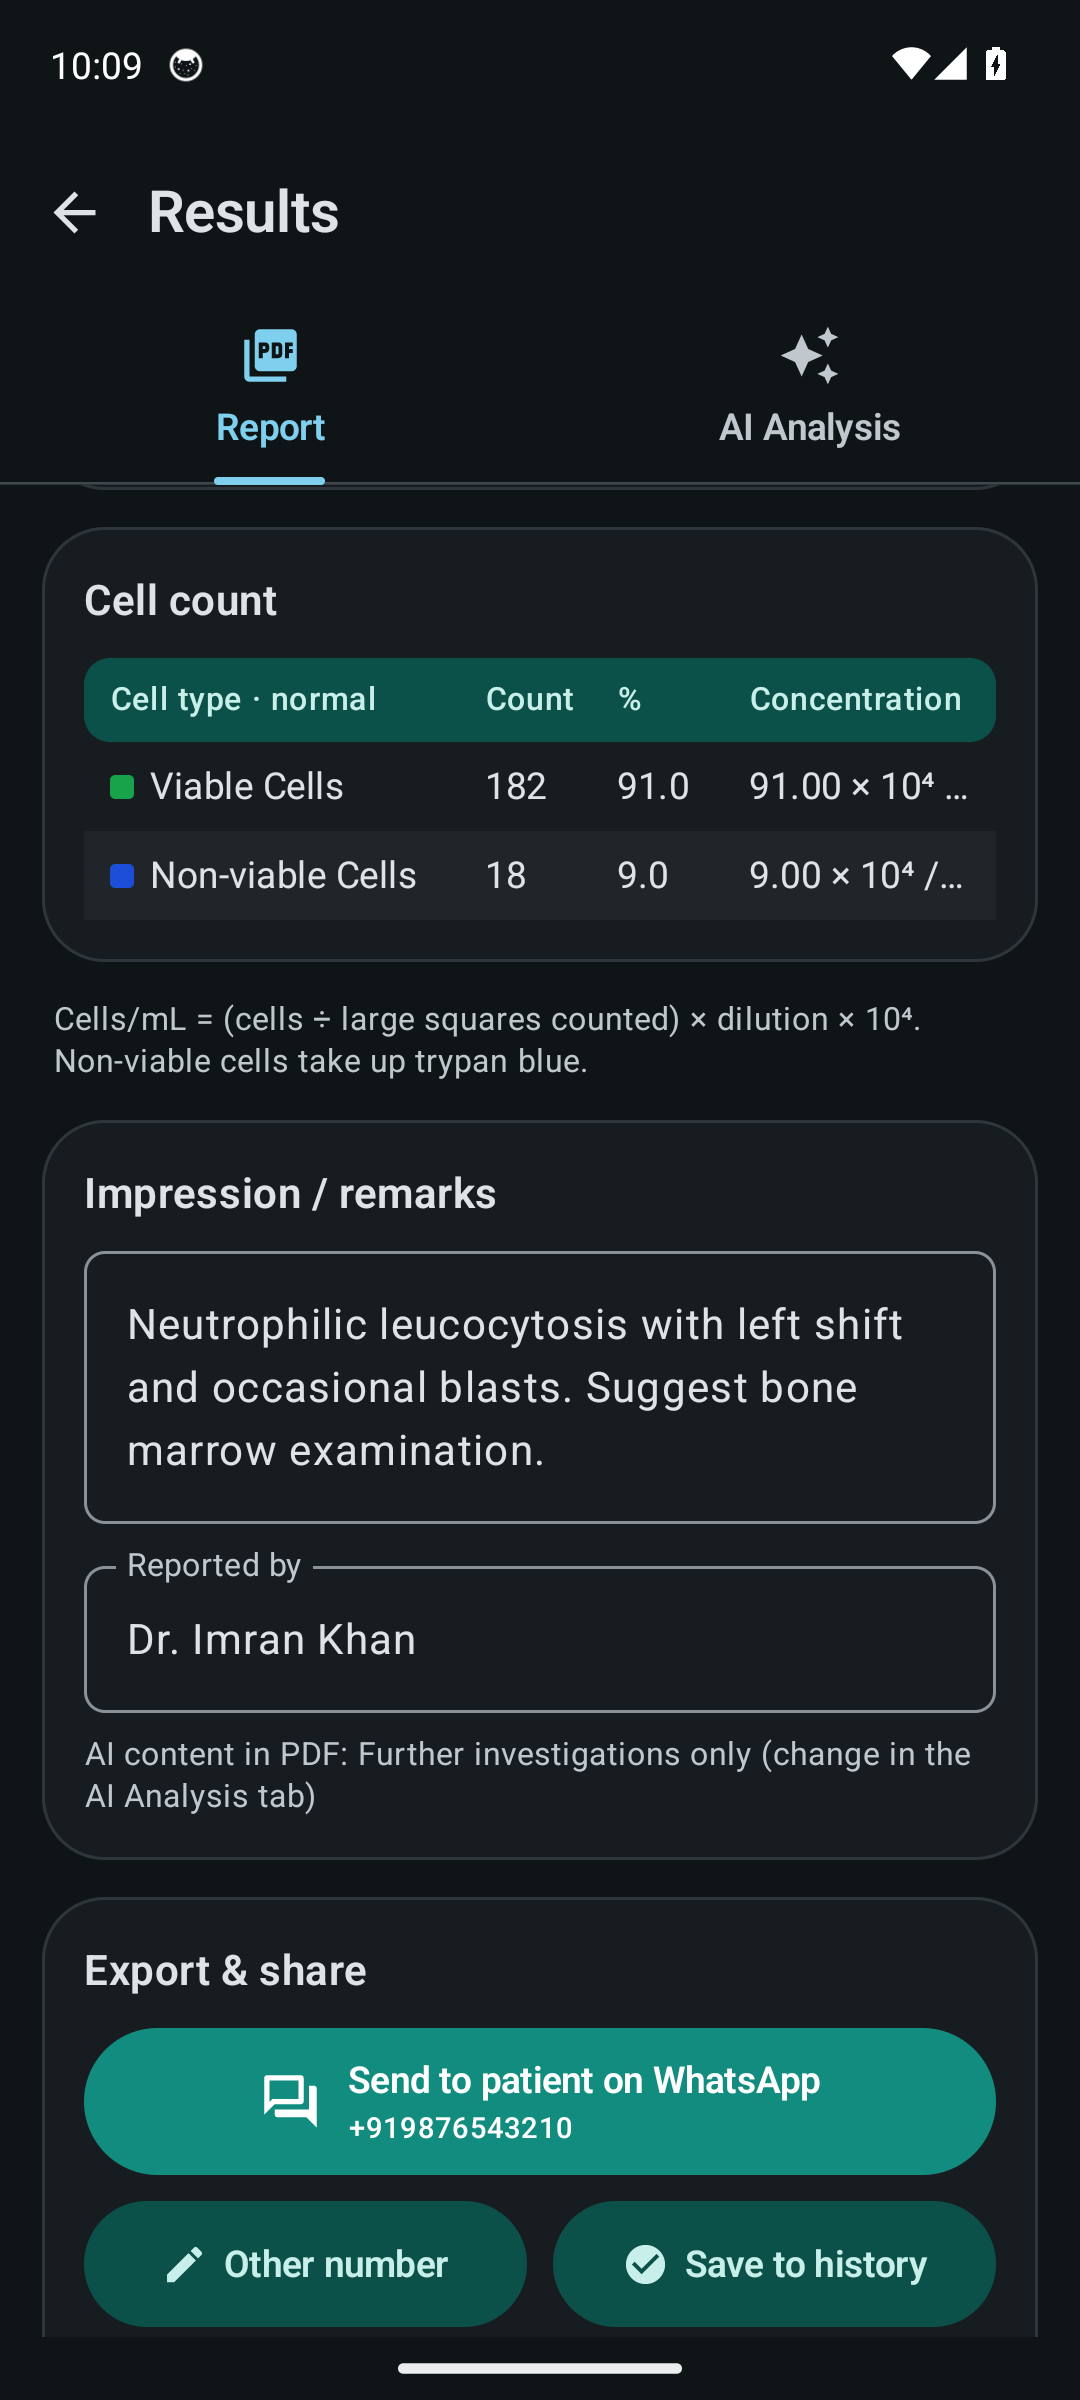 10:09
Results
PDF
Report
AI Analysis
Cell count
Cell type · normal Count % Concentration
Viable Cells 182 91.0 91.00 × 10⁴ ...
Non-viable Cells 18 9.0 9.00 × 10⁴ /...
Cells/mL = (cells ÷ large squares counted) × dilution × 10⁴.
Non-viable cells take up trypan blue.
Impression / remarks
Neutrophilic leucocytosis with left shift
and occasional blasts. Suggest bone
marrow examination.
Reported by
Dr. Imran Khan
AI content in PDF: Further investigations only (change in the
AI Analysis tab)
Export & share
Send to patient on WhatsApp
+919876543210
Other number
Save to history